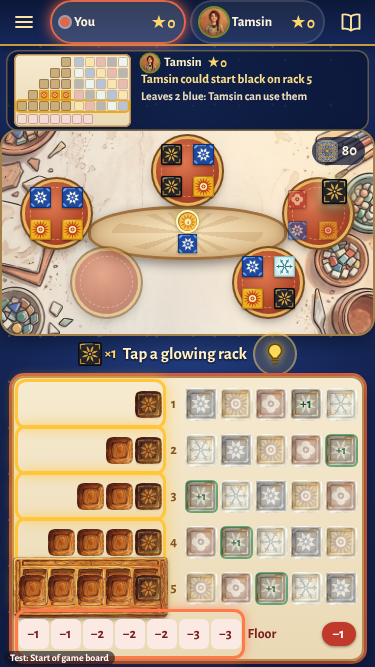 You ★0
Tamsin ★0
Tamsin ★0
Tamsin could start black on rack 5
Leaves 2 blue: Tamsin can use them
80
×1 Tap a glowing rack
1 +1
2 +1
3 +1
4 +1
5 +1
−1 −1 −2 −2 −2 −3 −3 Floor −1
Test: Start of game board